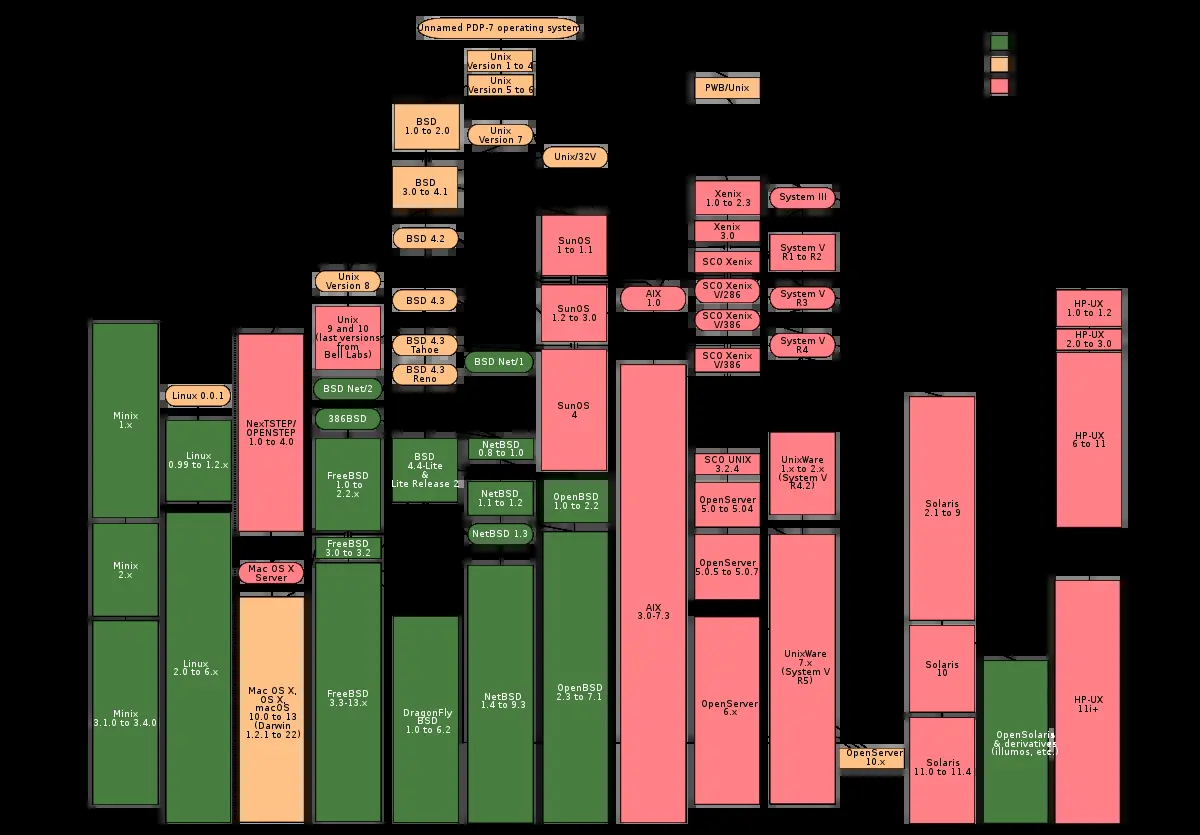 Unnamed PDP-7 operating system
Unix
Version 1 to 4
Unix
Version 5 to 6
PWB/Unix
BSD
1.0 to 2.0
Unix
Version 7
Unix/32V
BSD
3.0 to 4.1
Xenix
1.0 to 2.3
System III
Xenix
3.0
BSD 4.2
SunOS
1 to 1.1
System V
R1 to R2
SCO Xenix
Unix
Version 8
SCO Xenix
V/286
BSD 4.3
AIX
1.0
System V
R3
HP-UX
1.0 to 1.2
SunOS
1.2 to 3.0
SCO Xenix
V/386
Unix
9 and 10
(last versions
from
Bell Labs)
BSD 4.3
Tahoe
System V
R4
HP-UX
2.0 to 3.0
BSD Net/1
SCO Xenix
V/386
BSD 4.3
Reno
BSD Net/2
Linux 0.0.1
SunOS
4
Minix
1.x
386BSD
NexTSTEP/
OPENSTEP
1.0 to 4.0
HP-UX
6 to 11
NetBSD
0.8 to 1.0
Linux
0.99 to 1.2.x
BSD
4.4-Lite
&
Lite Release 2
SCO UNIX
3.2.4
UnixWare
1.x to 2.x
(System V
R4.2)
FreeBSD
1.0 to
2.2.x
NetBSD
1.1 to 1.2
OpenBSD
1.0 to 2.2
OpenServer
5.0 to 5.04
Solaris
2.1 to 9
NetBSD 1.3
FreeBSD
3.0 to 3.2
OpenServer
5.0.5 to 5.0.7
Minix
2.x
Mac OS X
Server
AIX
3.0-7.3
Linux
2.0 to 6.x
UnixWare
7.x
(System V
R5)
Solaris
10
Mac OS X,
OS X,
macOS
10.0 to 13
(Darwin
1.2.1 to 22)
FreeBSD
3.3-13.x
NetBSD
1.4 to 9.3
OpenBSD
2.3 to 7.1
OpenServer
6.x
HP-UX
11i+
Minix
3.1.0 to 3.4.0
DragonFly
BSD
1.0 to 6.2
OpenSolaris
& derivatives
(illumos, etc.)
OpenServer
10.x
Solaris
11.0 to 11.4